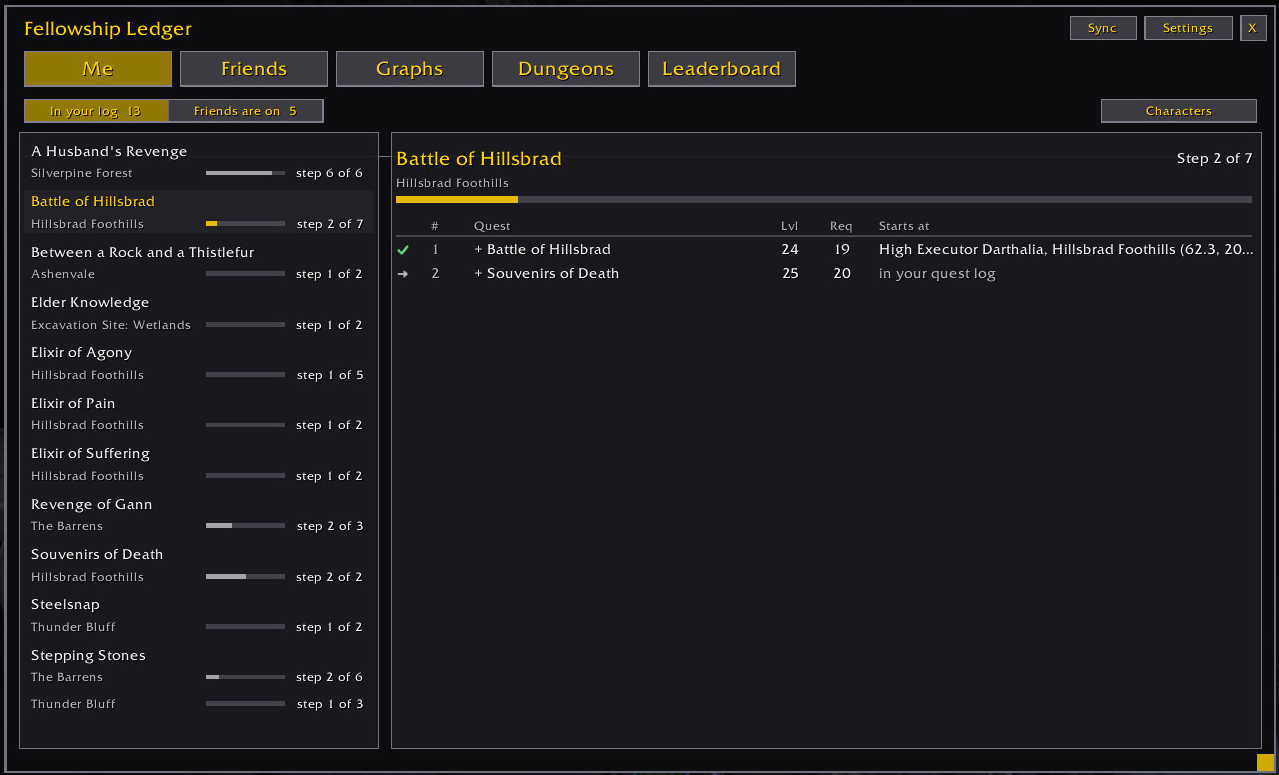 Fellowship Ledger
Sync Settings X
Me Friends Graphs Dungeons Leaderboard
In your log 13 Friends are on 5 Characters
A Husband's Revenge
Silverpine Forest step 6 of 6
Battle of Hillsbrad
Hillsbrad Foothills step 2 of 7
Between a Rock and a Thistlefur
Ashenvale step 1 of 2
Elder Knowledge
Excavation Site: Wetlands step 1 of 2
Elixir of Agony
Hillsbrad Foothills step 1 of 5
Elixir of Pain
Hillsbrad Foothills step 1 of 2
Elixir of Suffering
Hillsbrad Foothills step 1 of 2
Revenge of Gann
The Barrens step 2 of 3
Souvenirs of Death
Hillsbrad Foothills step 2 of 2
Steelsnap
Thunder Bluff step 1 of 2
Stepping Stones
The Barrens step 2 of 6
Thunder Bluff step 1 of 3
Battle of Hillsbrad Step 2 of 7
Hillsbrad Foothills
# Quest Lvl Req Starts at
1 + Battle of Hillsbrad 24 19 High Executor Darthalia, Hillsbrad Foothills (62.3, 20...
2 + Souvenirs of Death 25 20 in your quest log